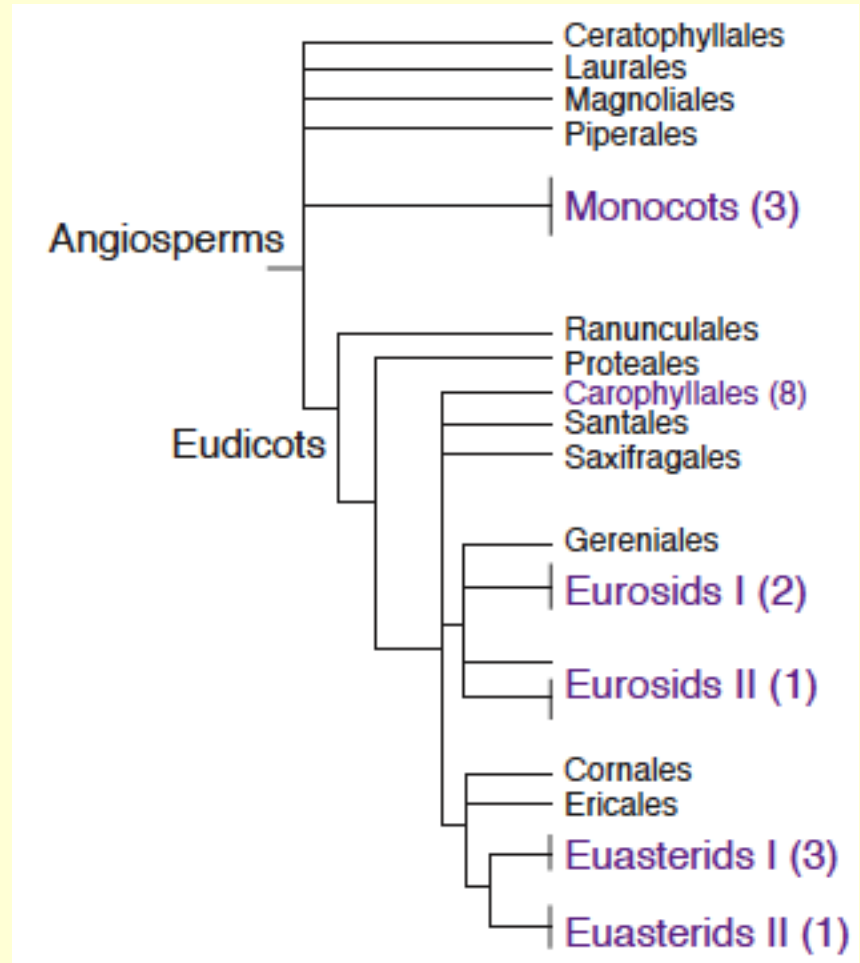 Ceratophyllales
Laurales
Magnoliales
Piperales
Monocots (3)
Angiosperms
Ranunculales
Proteales
Carophyllales (8)
Santales
Eudicots
Saxifragales
Gereniales
Eurosids I (2)
Eurosids II (1)
Cornales
Ericales
Euasterids I (3)
Euasterids II (1)